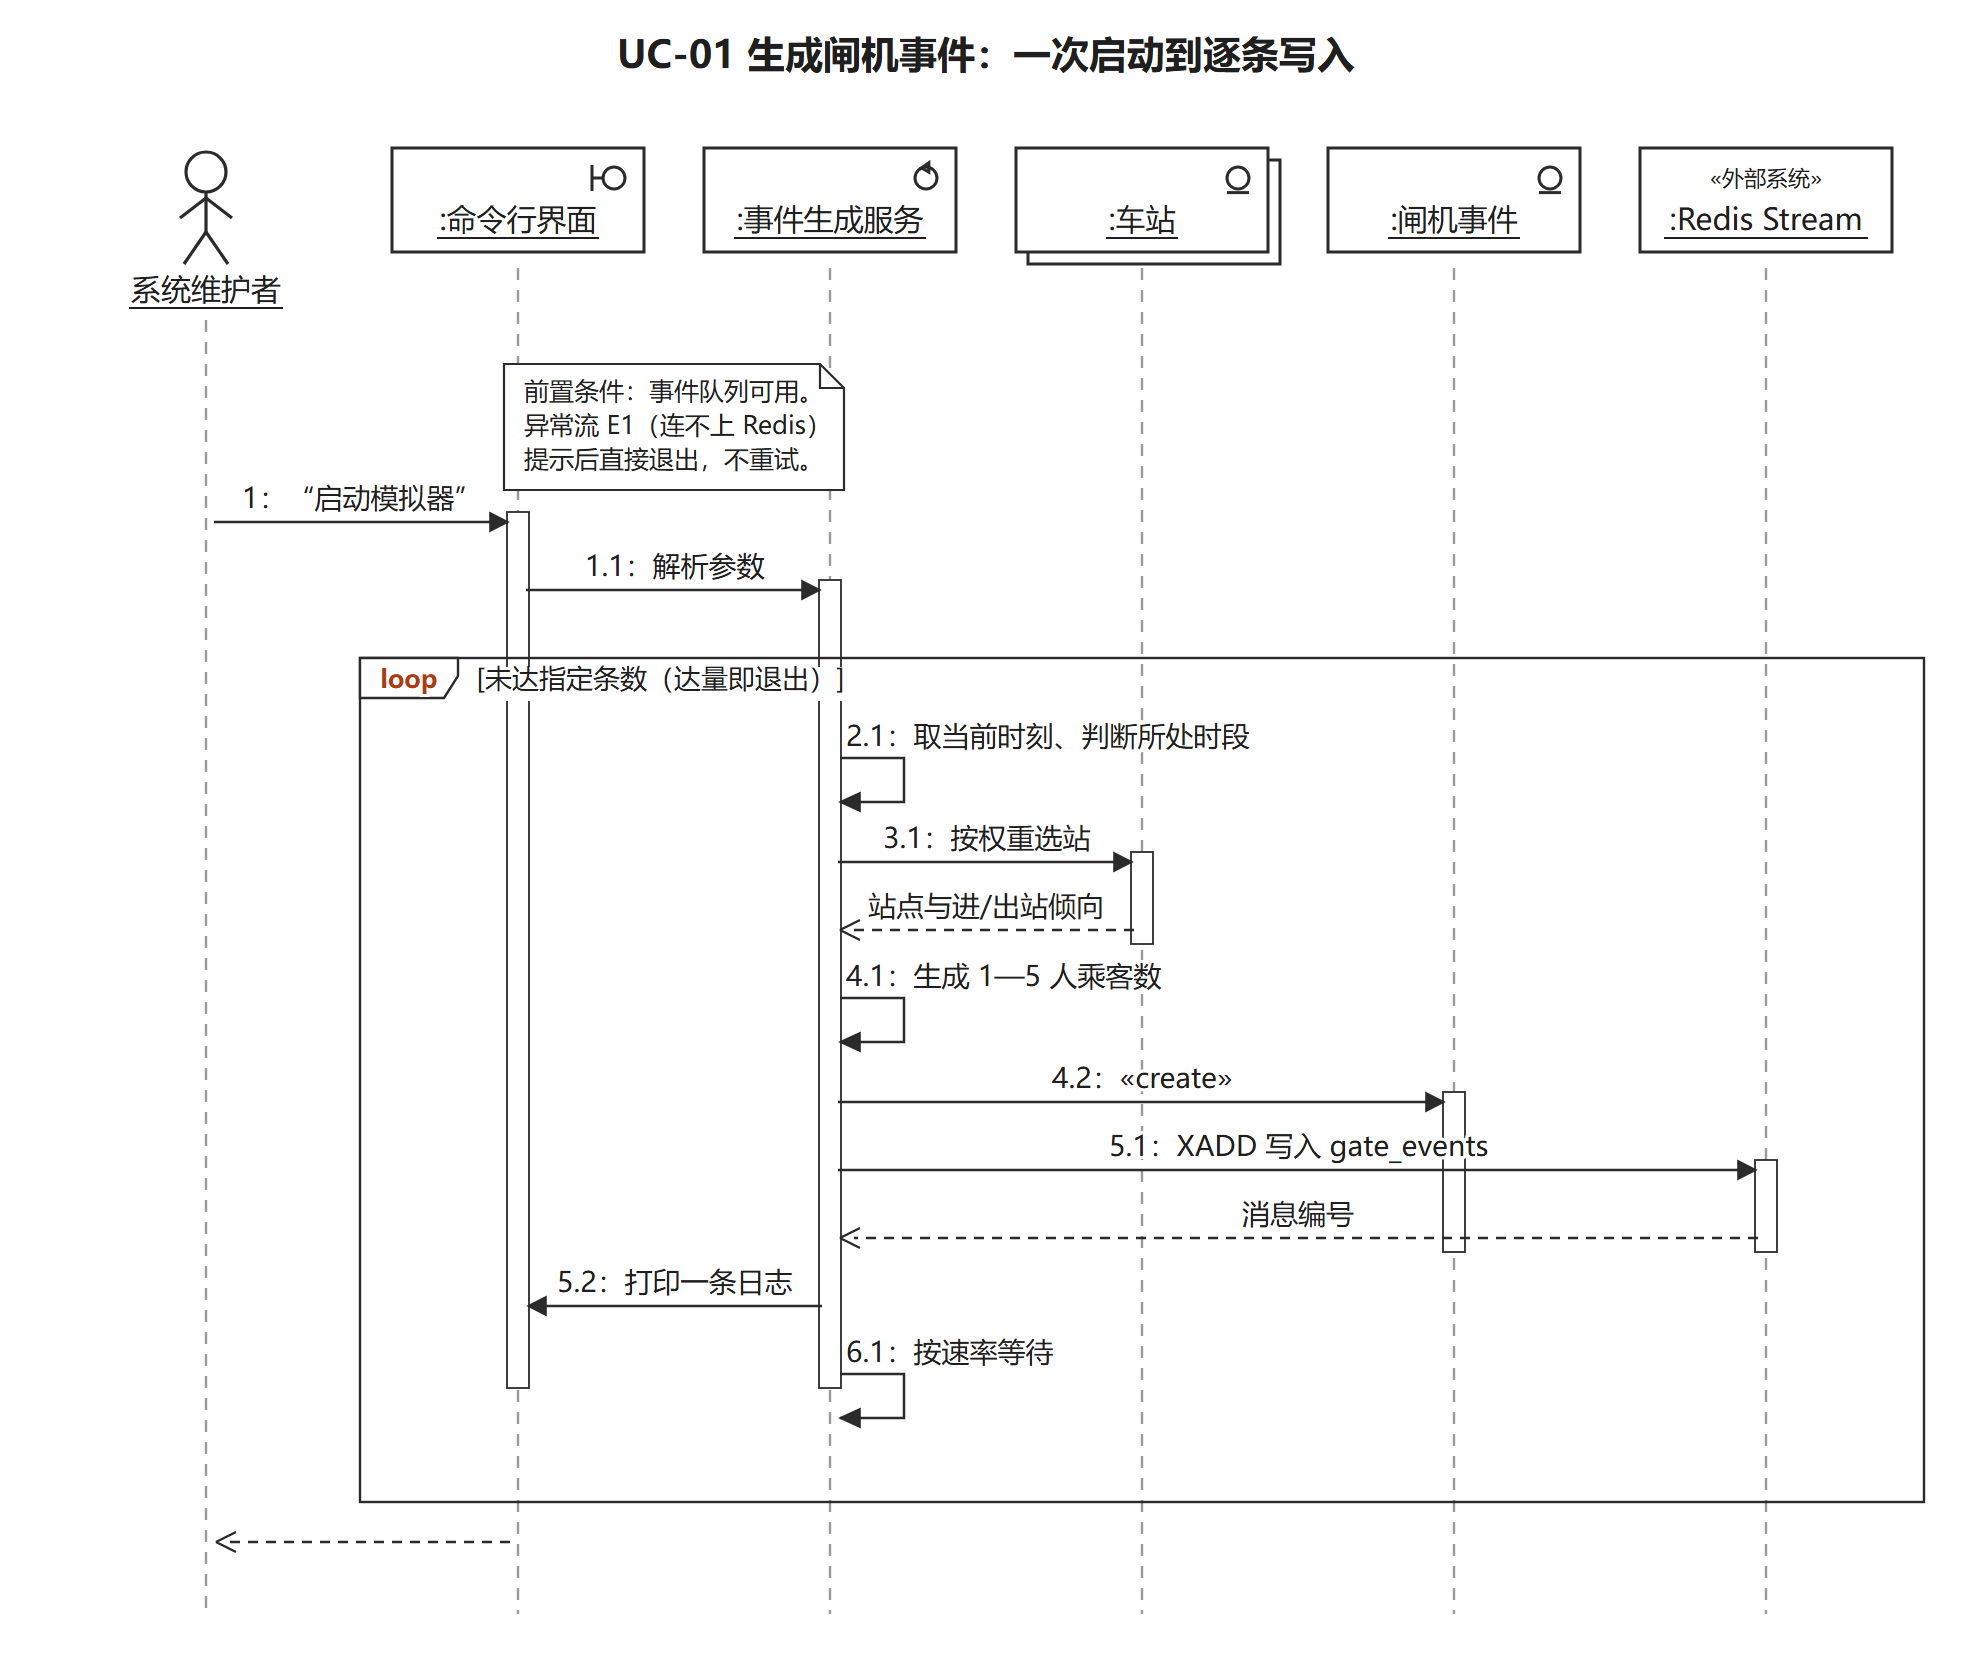 UC-01 生成闸机事件：一次启动到逐条写入
:命令行界面
:事件生成服务
:车站
:闸机事件
«外部系统»
:Redis Stream
系统维护者
前置条件：事件队列可用。
异常流 E1（连不上 Redis）
提示后直接退出，不重试。
1： “启动模拟器”
1.1：解析参数
loop [未达指定条数（达量即退出）]
2.1：取当前时刻、判断所处时段
3.1：按权重选站
站点与进/出站倾向
4.1：生成 1—5 人乘客数
4.2：«create»
5.1：XADD 写入 gate_events
消息编号
5.2：打印一条日志
6.1：按速率等待